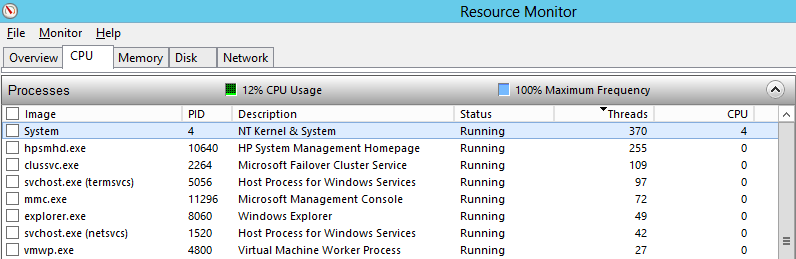 Resource Monitor
File Monitor Help
Overview CPU Memory Disk Network
Processes 12% CPU Usage 100% Maximum Frequency
Image PID Description Status Threads CPU
System 4 NT Kernel & System Running 370 4
hpsmhd.exe 10640 HP System Management Homepage Running 255 0
clussvc.exe 2264 Microsoft Failover Cluster Service Running 109 0
svchost.exe (termsvcs) 5056 Host Process for Windows Services Running 97 0
mmc.exe 11296 Microsoft Management Console Running 72 0
explorer.exe 8060 Windows Explorer Running 49 0
svchost.exe (netsvcs) 1520 Host Process for Windows Services Running 42 0
vmwp.exe 4800 Virtual Machine Worker Process Running 27 0